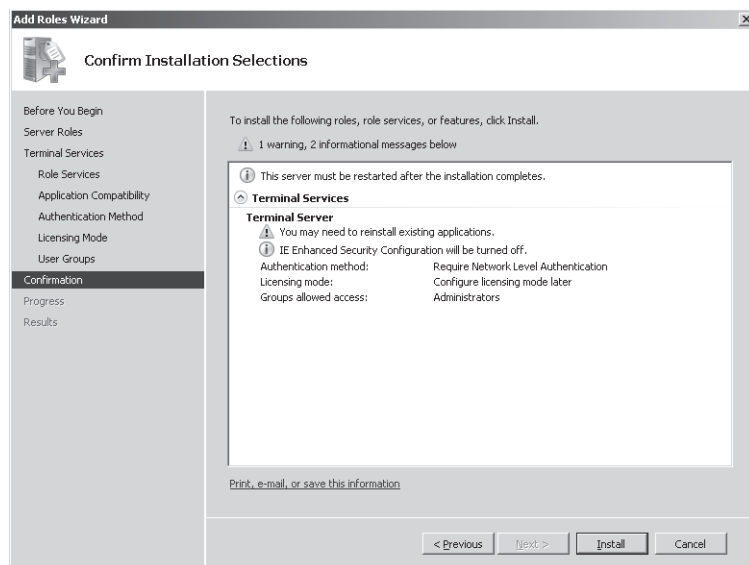 Add Roles Wizard
Confirm Installation Selections
Before You Begin
Server Roles
Terminal Services
Role Services
Application Compatibility
Authentication Method
Licensing Mode
User Groups
Confirmation
Progress
Results
To install the following roles, role services, or features, click Install.
1 warning, 2 informational messages below
This server must be restarted after the installation completes.
Terminal Services
Terminal Server
You may need to reinstall existing applications.
IE Enhanced Security Configuration will be turned off.
Authentication method: Require Network Level Authentication
Licensing mode: Configure licensing mode later
Groups allowed access: Administrators
Print, e-mail, or save this information
< Previous Next > Install Cancel